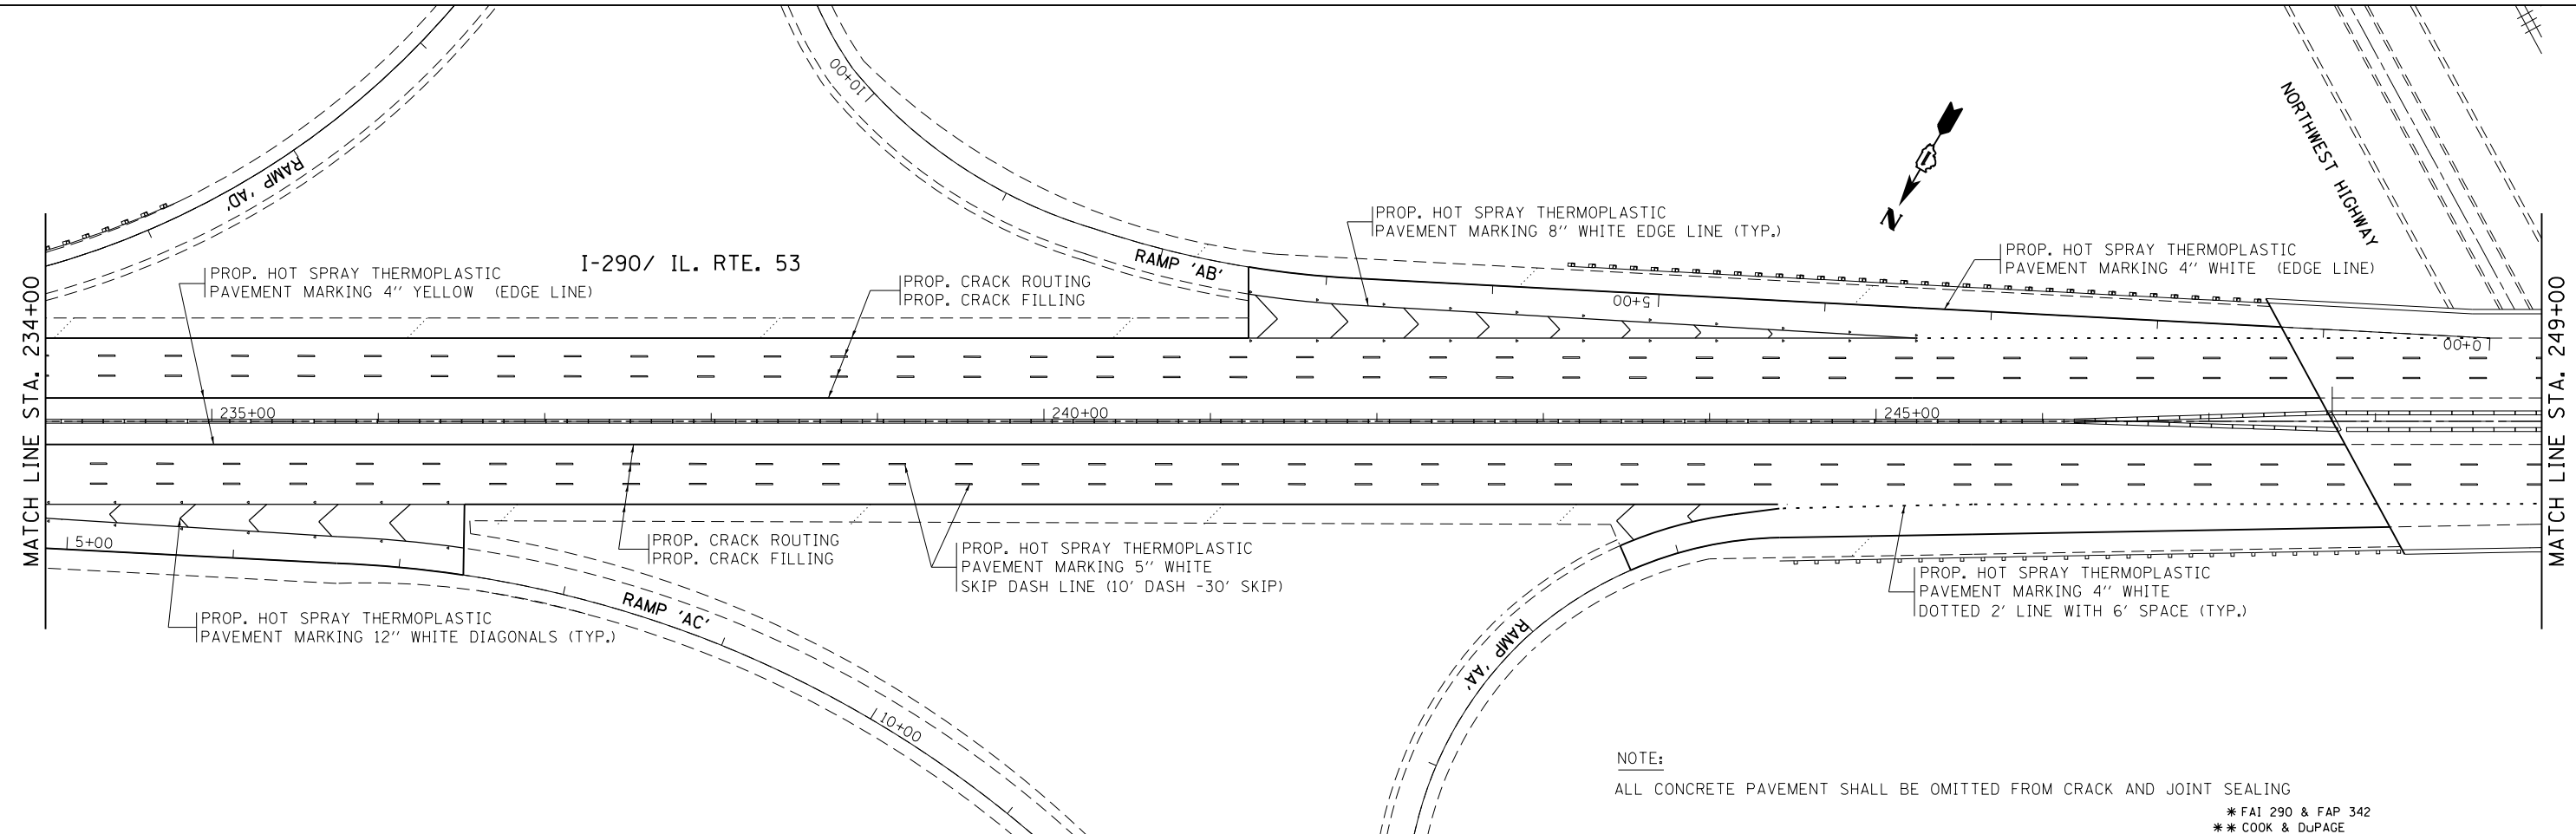 10+00
NORTHWEST HIGHWAY
RAMP 'AD'
N
PROP. HOT SPRAY THERMOPLASTIC
PAVEMENT MARKING 8" WHITE EDGE LINE (TYP.)
RAMP 'AB'
PROP. HOT SPRAY THERMOPLASTIC
PAVEMENT MARKING 4" WHITE (EDGE LINE)
I-290/ IL. RTE. 53
PROP. HOT SPRAY THERMOPLASTIC
PAVEMENT MARKING 4" YELLOW (EDGE LINE)
PROP. CRACK ROUTING
PROP. CRACK FILLING
5+00
0+00
MATCH LINE STA. 234+00
MATCH LINE STA. 249+00
235+00
240+00
245+00
5+00
PROP. CRACK ROUTING
PROP. CRACK FILLING
PROP. HOT SPRAY THERMOPLASTIC
PAVEMENT MARKING 5" WHITE
SKIP DASH LINE (10' DASH -30' SKIP)
PROP. HOT SPRAY THERMOPLASTIC
PAVEMENT MARKING 4" WHITE
DOTTED 2' LINE WITH 6' SPACE (TYP.)
PROP. HOT SPRAY THERMOPLASTIC
PAVEMENT MARKING 12" WHITE DIAGONALS (TYP.)
RAMP 'AC'
RAMP 'AA'
10+00
NOTE:
ALL CONCRETE PAVEMENT SHALL BE OMITTED FROM CRACK AND JOINT SEALING
* FAI 290 & FAP 342
** COOK & DuPAGE